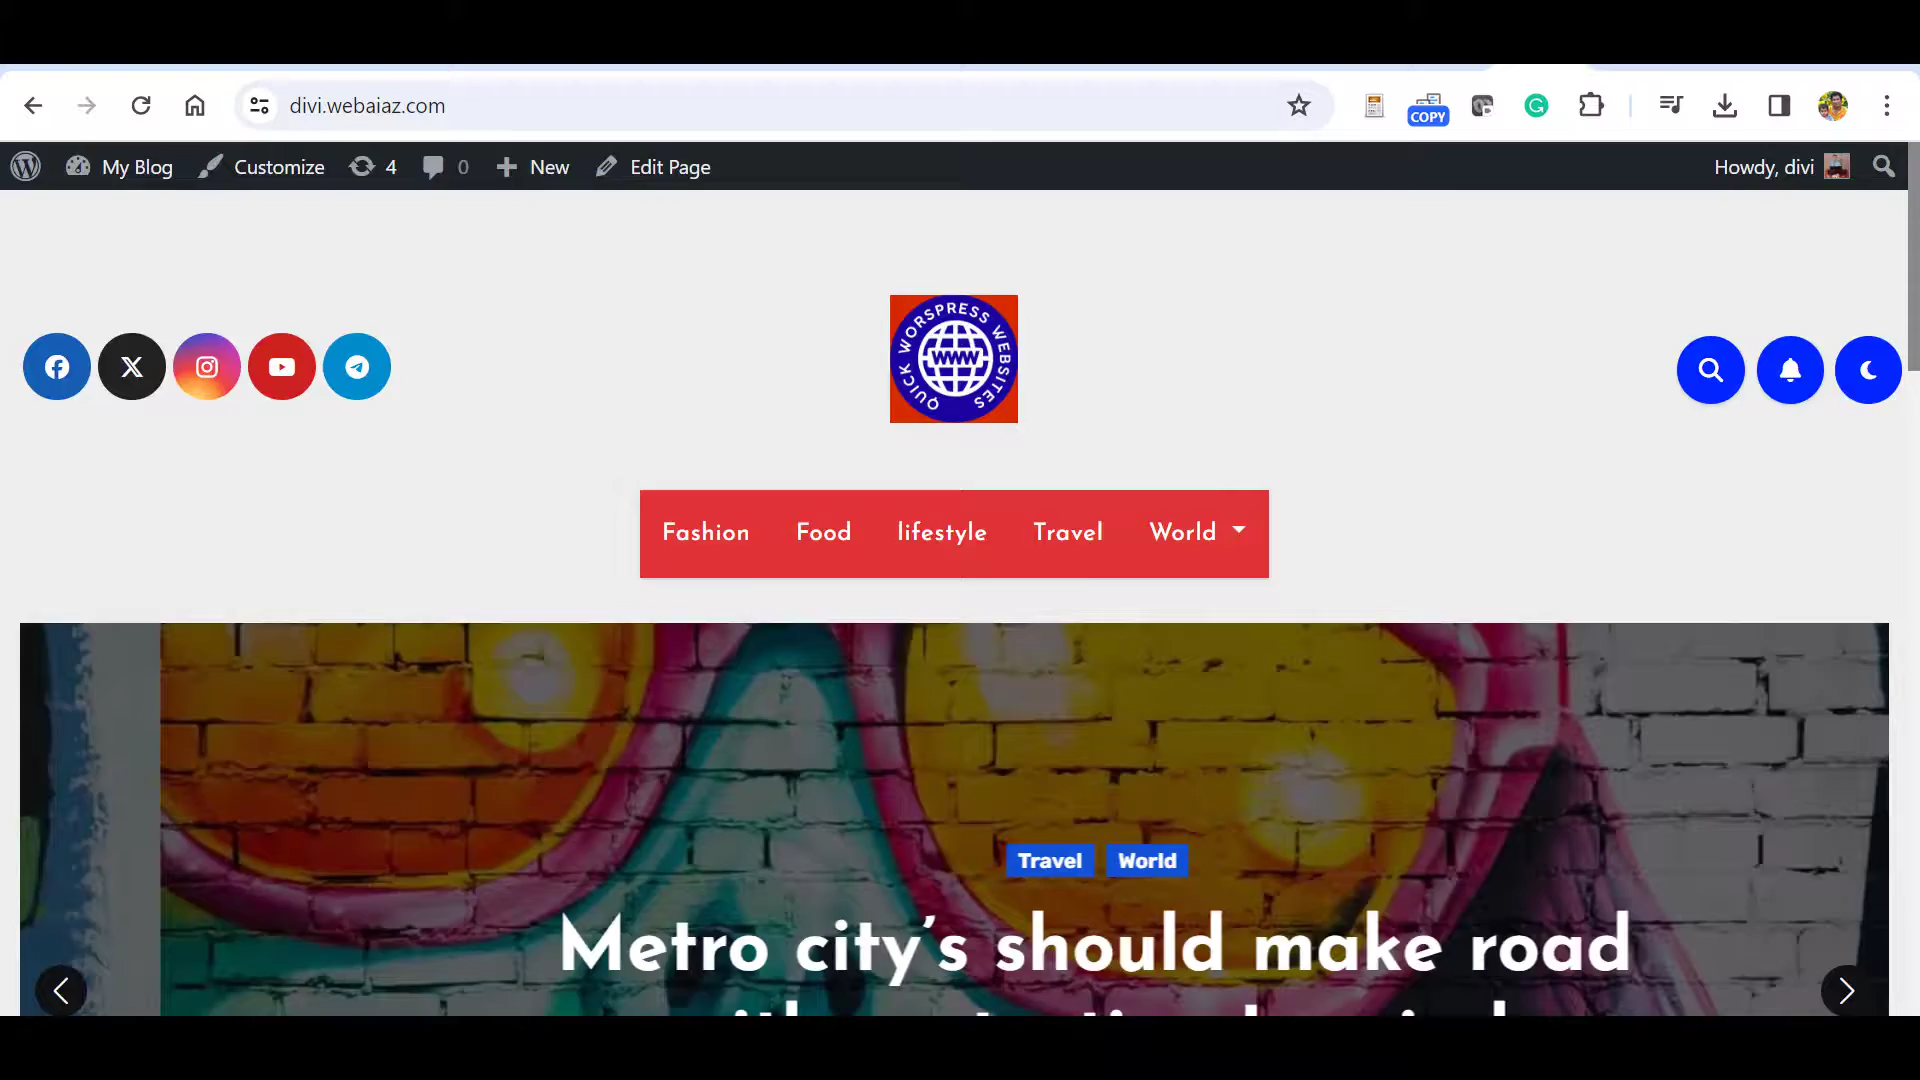 divi.webaiaz.com
COPY
My Blog
Customize
4
0
New
Edit Page
Howdy, divi
QUICK WORSPRESS WEBSITES
WWW
Fashion
Food
lifestyle
Travel
World
Travel
World
Metro city's should make road